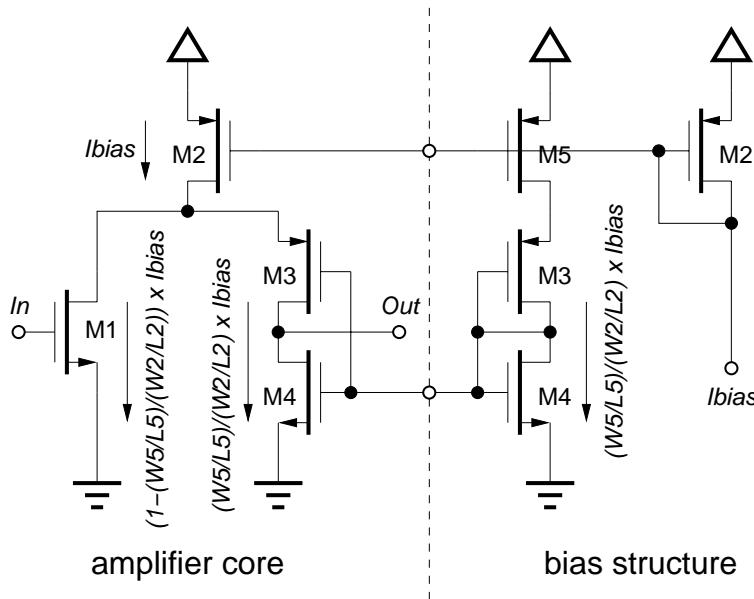 Ibias
M2
M5
M2
M3
M3
In
Out
M1
M4
M4
Ibias
(1−(W5/L5)/(W2/L2)) x Ibias
(W5/L5)/(W2/L2) x Ibias
(W5/L5)/(W2/L2) x Ibias
amplifier core
bias structure